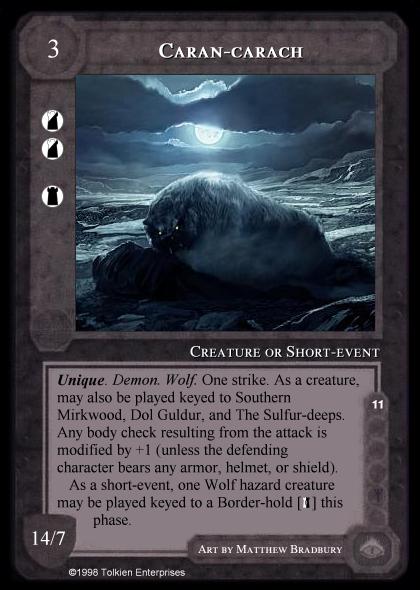 3
CARAN-CARACH
CREATURE OR SHORT-EVENT
Unique. Demon. Wolf. One strike. As a creature,
may also be played keyed to Southern
Mirkwood, Dol Guldur, and The Sulfur-deeps.
Any body check resulting from the attack is
modified by +1 (unless the defending
character bears any armor, helmet, or shield).
As a short-event, one Wolf hazard creature
may be played keyed to a Border-hold [] this
phase.
11
14/7
ART BY MATTHEW BRADBURY
©1998 Tolkien Enterprises